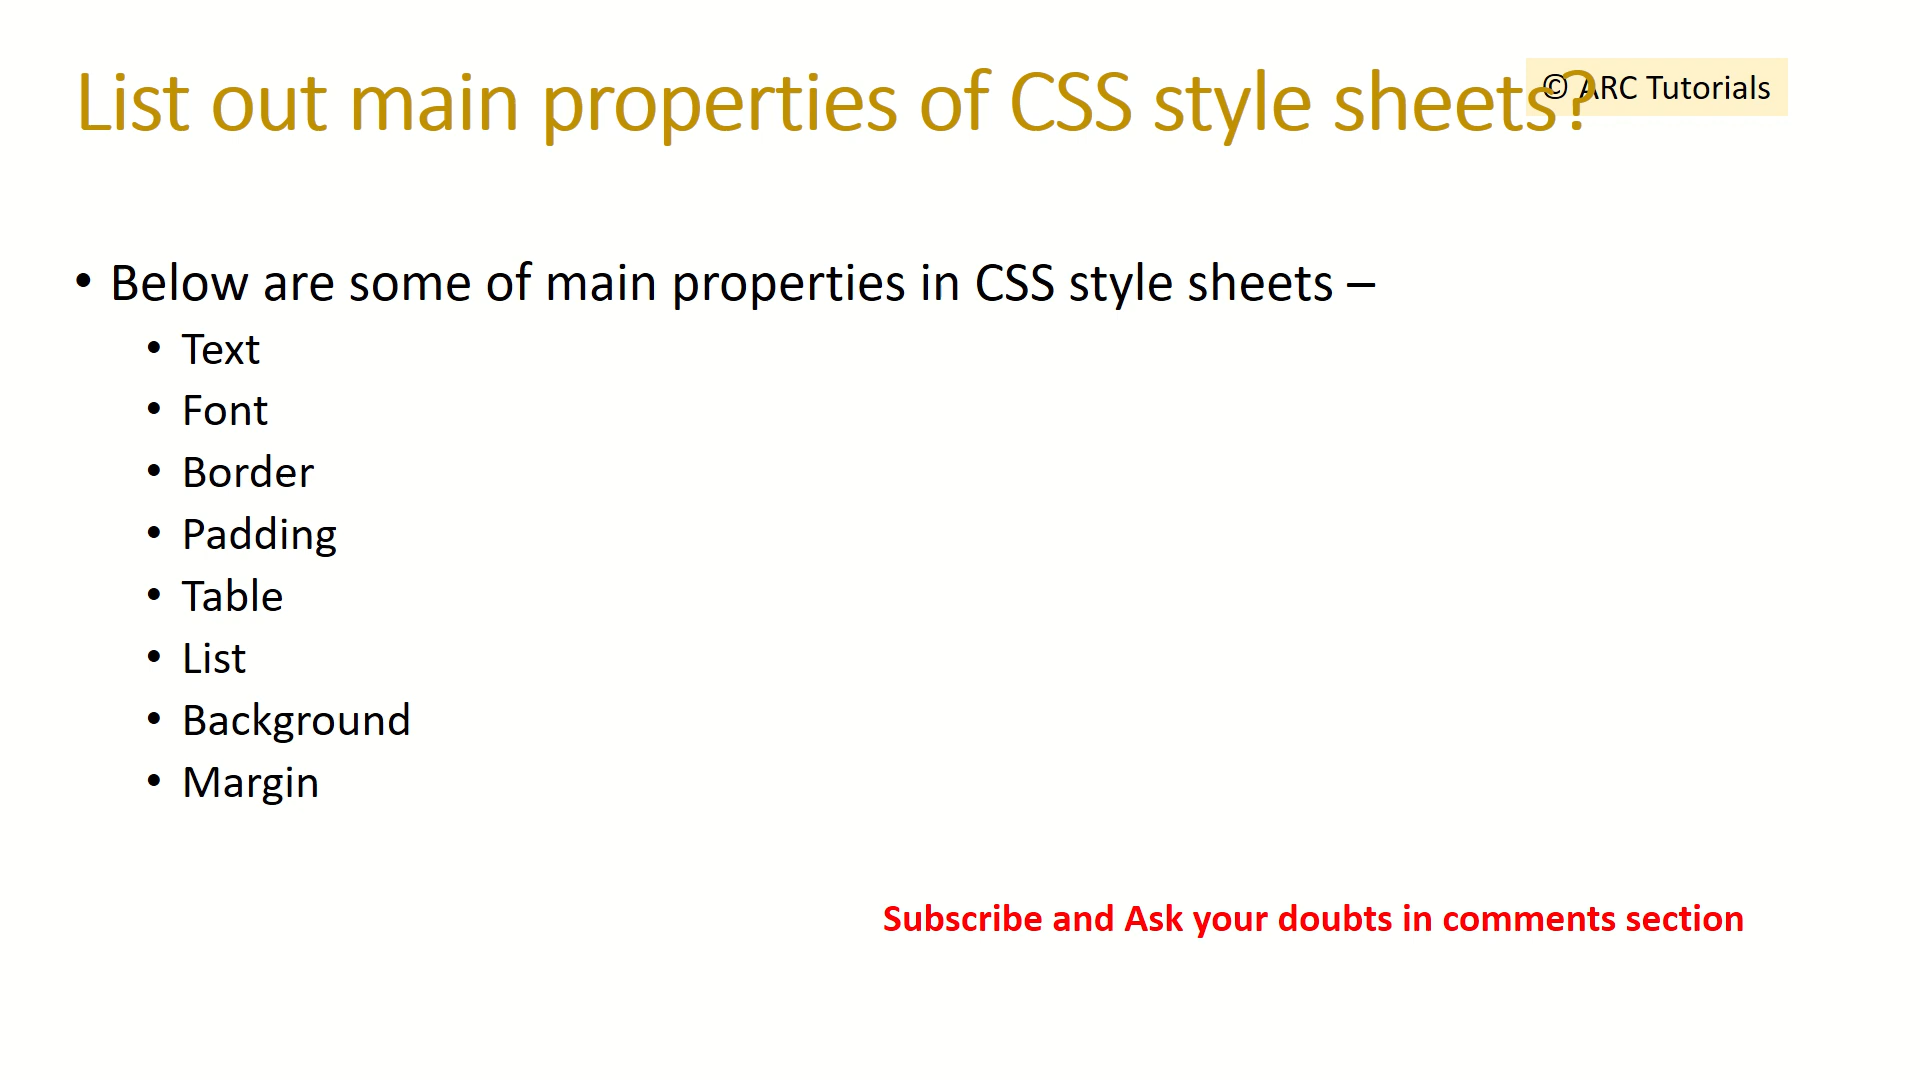 List out main properties of CSS style sheets?
© ARC Tutorials
• Below are some of main properties in CSS style sheets –
• Text
• Font
• Border
• Padding
• Table
• List
• Background
• Margin
Subscribe and Ask your doubts in comments section